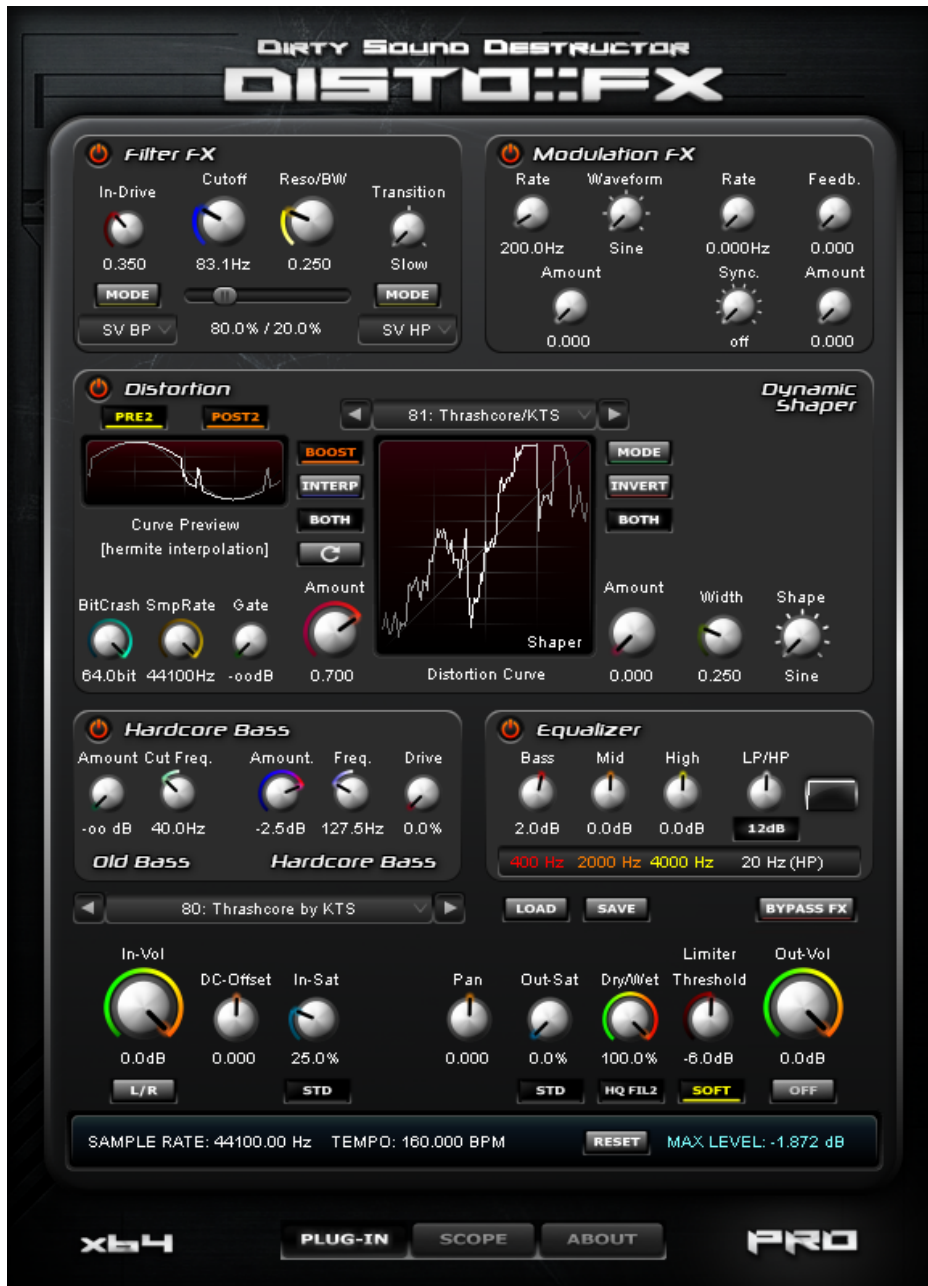 Dirty Sound Destructor
DISTO::FX
Filter FX
In-Drive Cutoff Reso/BW Transition
0.350 83.1Hz 0.250 Slow
MODE MODE
SV BP 80.0% / 20.0% SV HP
Modulation FX
Rate Waveform Rate Feedb.
200.0Hz Sine 0.000Hz 0.000
Amount Sync. Amount
0.000 off 0.000
Distortion
PRE2 POST2
81: Thrashcore/KTS
Dynamic
Shaper
BOOST
INTERP
BOTH
Curve Preview
[hermite interpolation]
MODE
INVERT
BOTH
BitCrash SmpRate Gate Amount
64.0bit 44100Hz -oodB 0.700
Shaper
Distortion Curve
Amount Width Shape
0.000 0.250 Sine
Hardcore Bass
Amount Cut Freq. Amount. Freq. Drive
-oo dB 40.0Hz -2.5dB 127.5Hz 0.0%
Old Bass Hardcore Bass
Equalizer
Bass Mid High LP/HP
2.0dB 0.0dB 0.0dB 12dB
400 Hz 2000 Hz 4000 Hz 20 Hz (HP)
80: Thrashcore by KTS
LOAD SAVE BYPASS FX
In-Vol DC-Offset In-Sat Pan Out-Sat Dry/Wet Limiter Threshold Out-Vol
0.0dB 0.000 25.0% 0.000 0.0% 100.0% -6.0dB 0.0dB
L/R STD STD HQ FIL2 SOFT OFF
SAMPLE RATE: 44100.00 Hz TEMPO: 160.000 BPM RESET MAX LEVEL: -1.872 dB
x64 PLUG-IN SCOPE ABOUT PRO